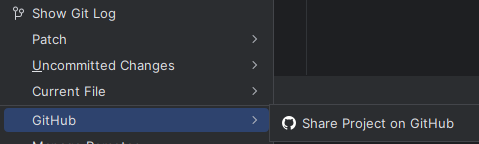 Show Git Log
Patch
Uncommitted Changes
Current File
GitHub
Share Project on GitHub